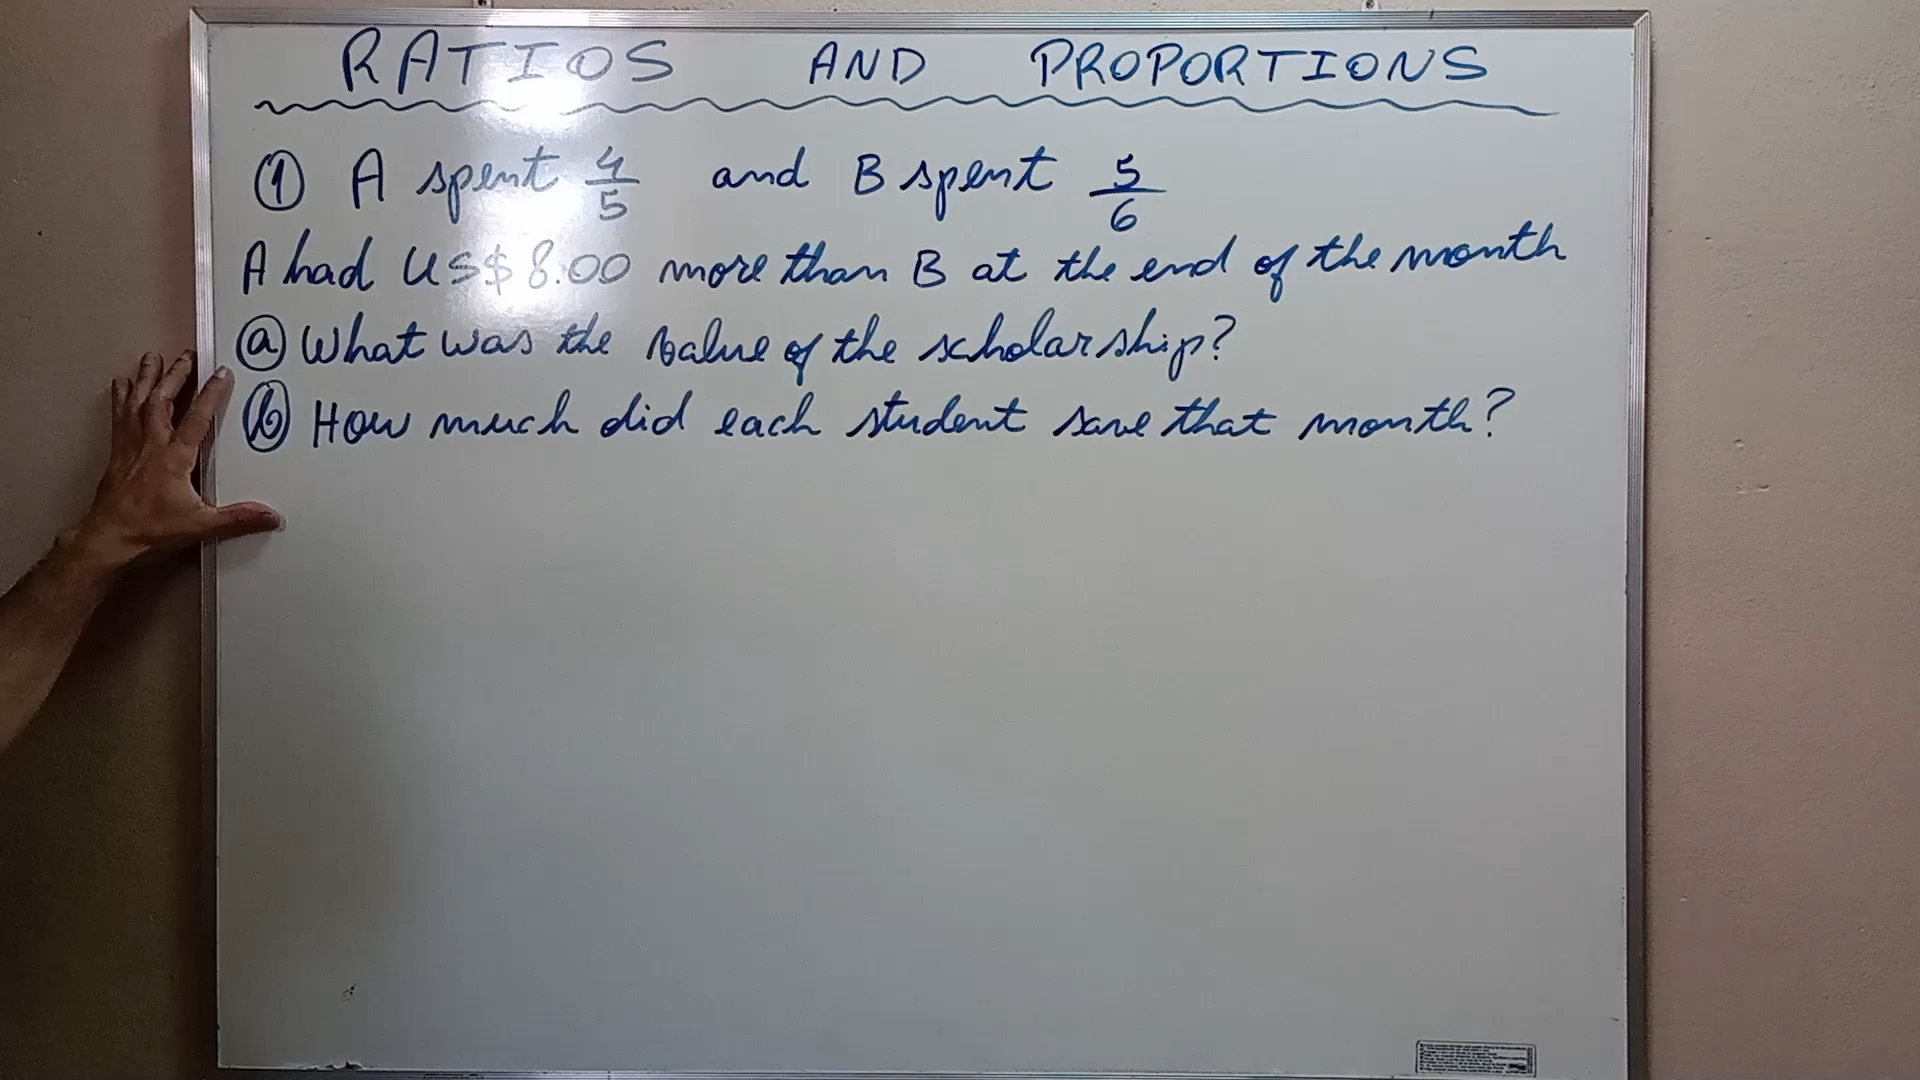 RATIOS AND PROPORTIONS
① A spent 4/5 and B spent 5/6
A had US$ 8.00 more than B at the end of the month
ⓐ What was the value of the scholarship?
ⓑ How much did each student save that month?